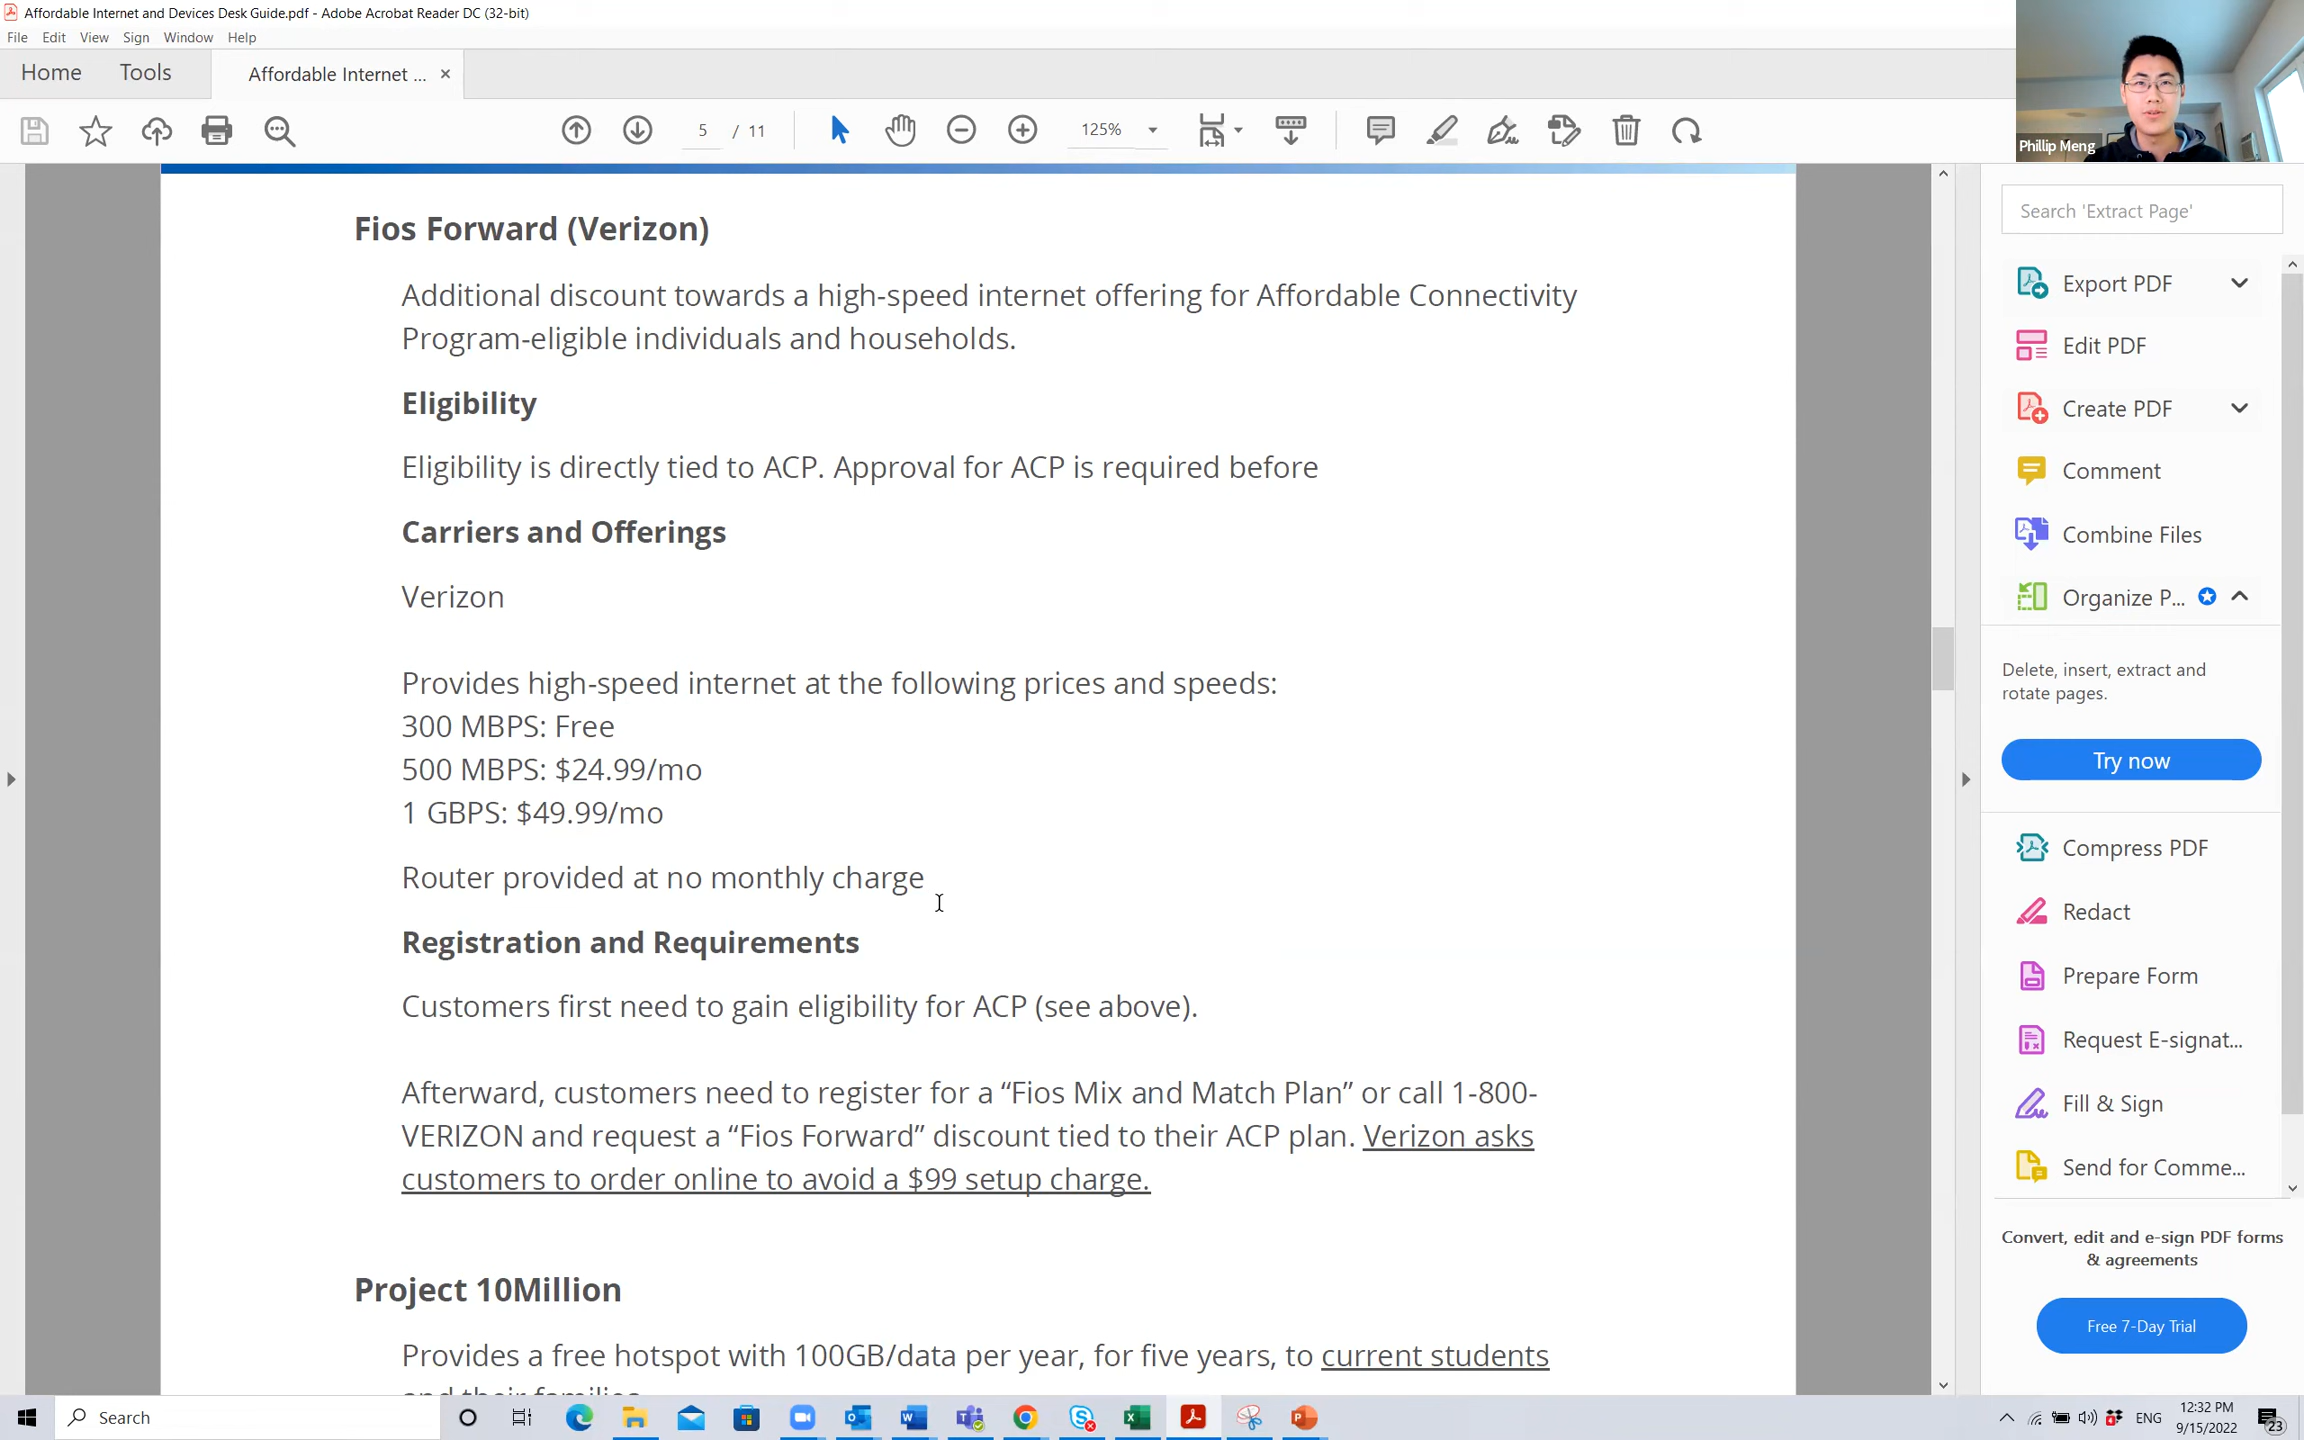 Affordable Internet and Devices Desk Guide.pdf - Adobe Acrobat Reader DC (32-bit)
File Edit View Sign Window Help
Home Tools Affordable Internet ... ×
5 / 11 125%
Phillip Meng
Fios Forward (Verizon)
Additional discount towards a high-speed internet offering for Affordable Connectivity
Program-eligible individuals and households.
Eligibility
Eligibility is directly tied to ACP. Approval for ACP is required before
Carriers and Offerings
Verizon
Provides high-speed internet at the following prices and speeds:
300 MBPS: Free
500 MBPS: $24.99/mo
1 GBPS: $49.99/mo
Router provided at no monthly charge
Registration and Requirements
Customers first need to gain eligibility for ACP (see above).
Afterward, customers need to register for a “Fios Mix and Match Plan” or call 1-800-
VERIZON and request a “Fios Forward” discount tied to their ACP plan. Verizon asks
customers to order online to avoid a $99 setup charge.
Project 10Million
Provides a free hotspot with 100GB/data per year, for five years, to current students
and their families
Search 'Extract Page'
Export PDF
Edit PDF
Create PDF
Comment
Combine Files
Organize P...
Delete, insert, extract and
rotate pages.
Try now
Compress PDF
Redact
Prepare Form
Request E-signat...
Fill & Sign
Send for Comme...
Convert, edit and e-sign PDF forms
& agreements
Free 7-Day Trial
Search
ENG
12:32 PM
9/15/2022
23